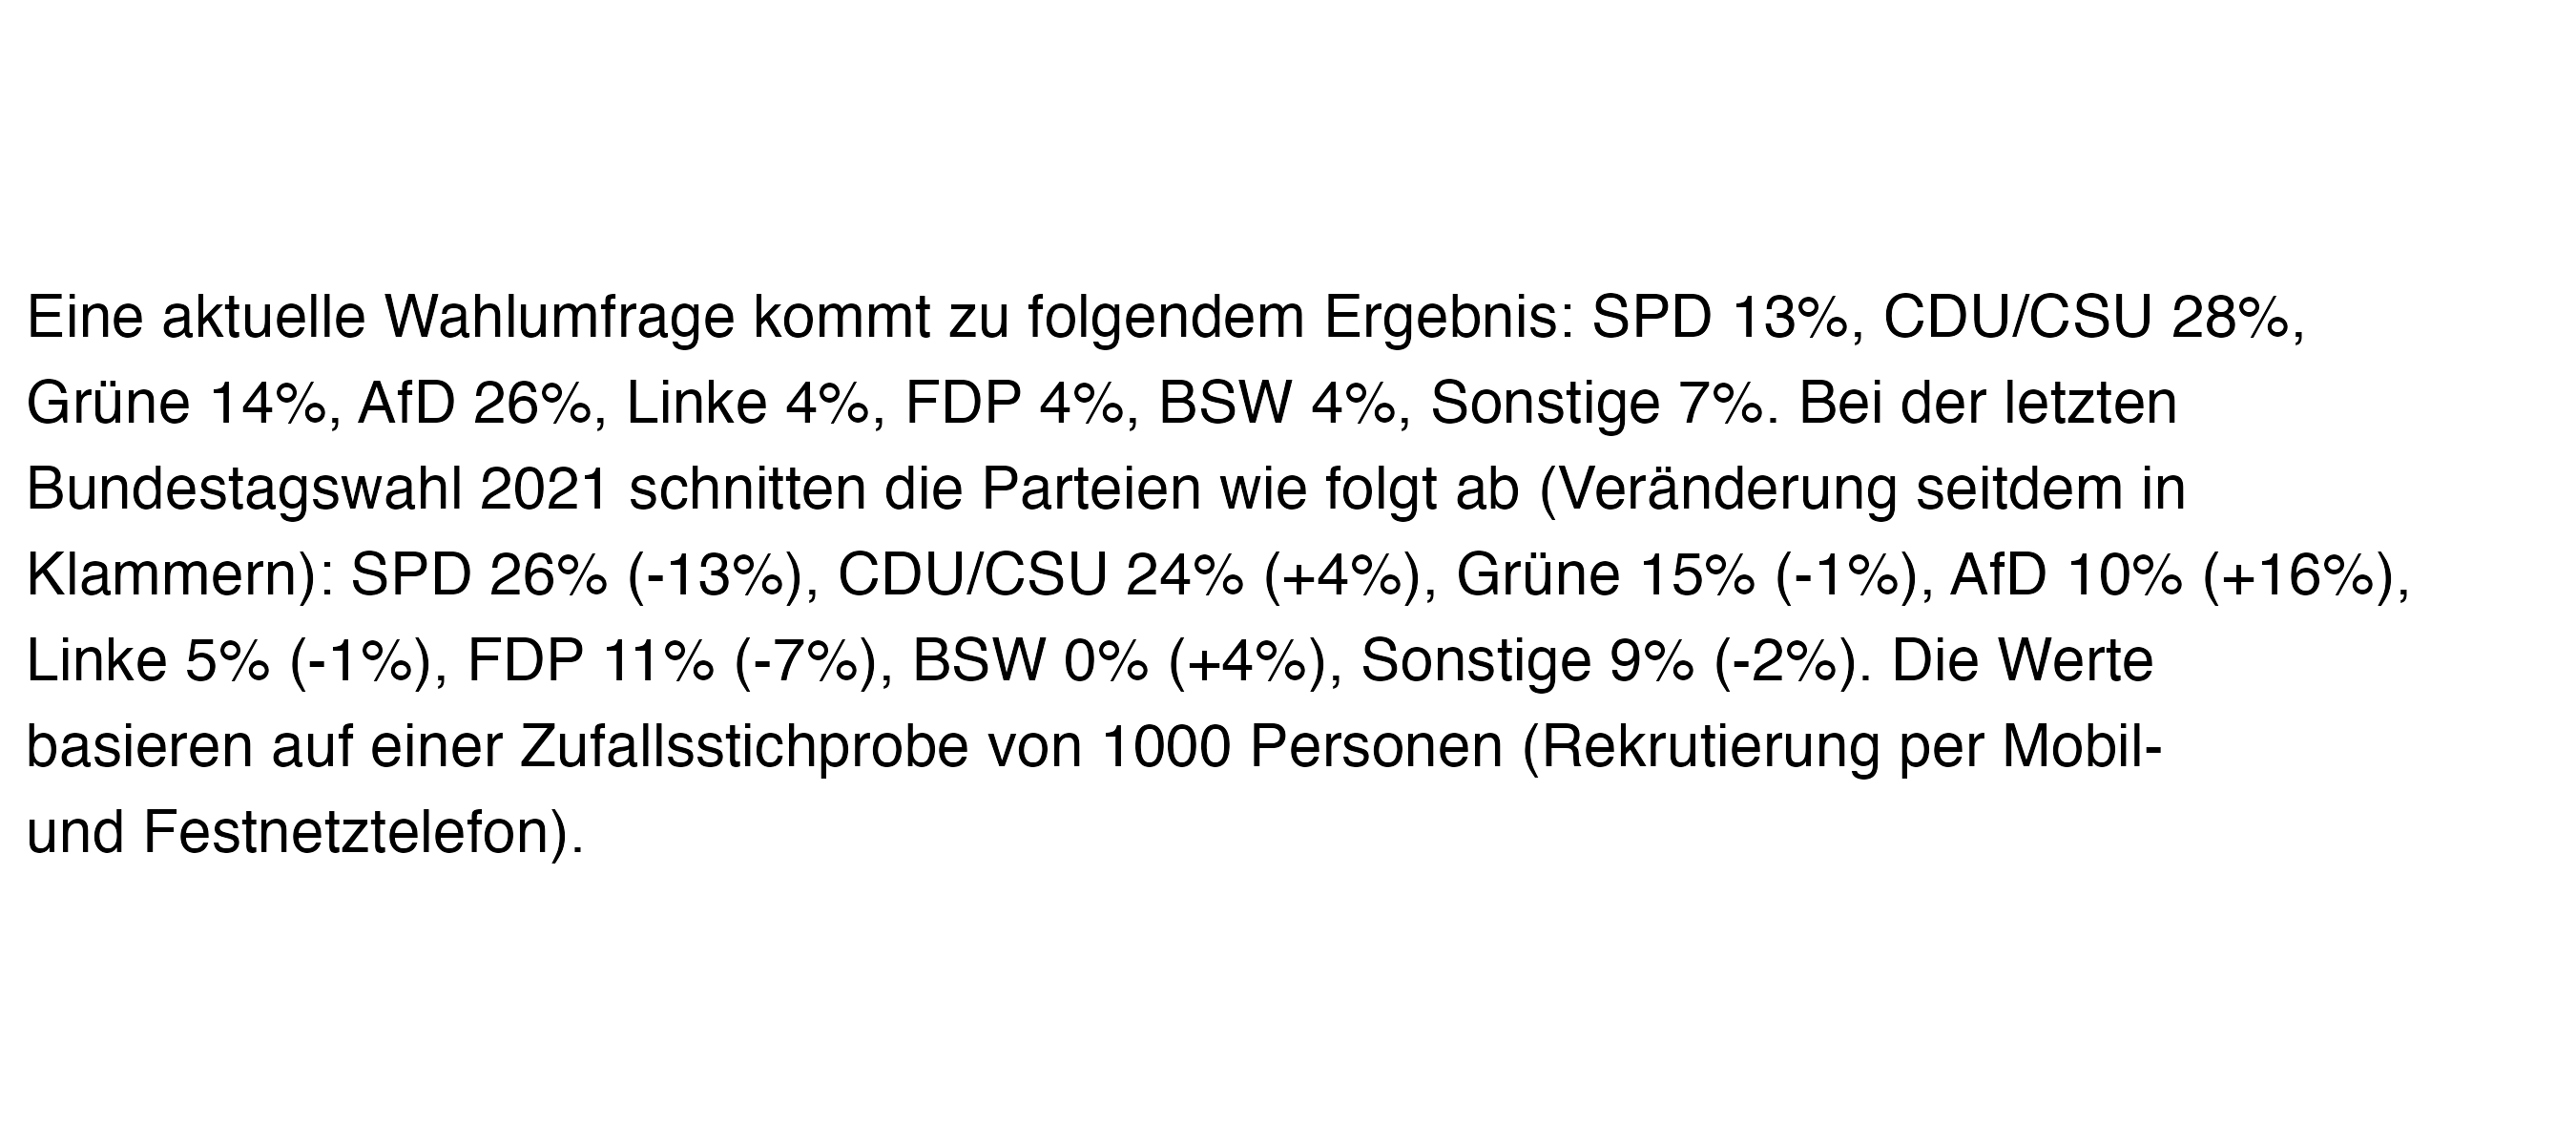 Eine aktuelle Wahlumfrage kommt zu folgendem Ergebnis: SPD 13%, CDU/CSU 28%,
Grüne 14%, AfD 26%, Linke 4%, FDP 4%, BSW 4%, Sonstige 7%. Bei der letzten
Bundestagswahl 2021 schnitten die Parteien wie folgt ab (Veränderung seitdem in
Klammern): SPD 26% (-13%), CDU/CSU 24% (+4%), Grüne 15% (-1%), AfD 10% (+16%),
Linke 5% (-1%), FDP 11% (-7%), BSW 0% (+4%), Sonstige 9% (-2%). Die Werte
basieren auf einer Zufallsstichprobe von 1000 Personen (Rekrutierung per Mobil-
und Festnetztelefon).